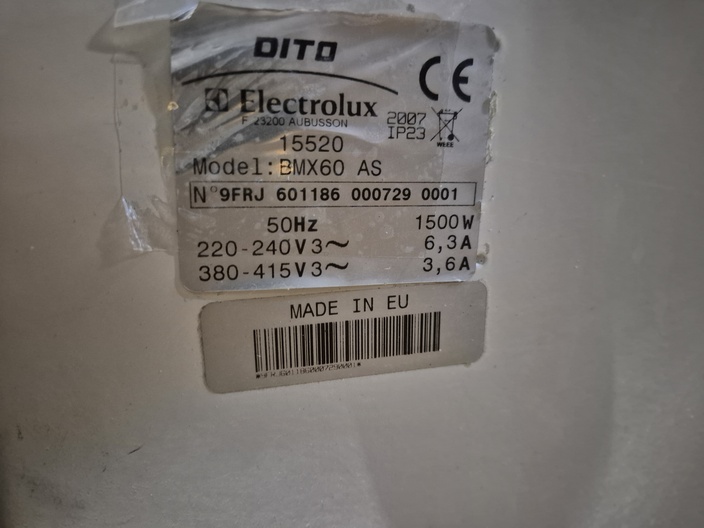 DITO
CE
Electrolux
F 23200 AUBUSSON
2007
IP23
WEEE
15520
Model:BMX60 AS
N°9FRJ 601186 000729 0001
50Hz 1500W
220-240V3~ 6,3A
380-415V3~ 3,6A
MADE IN EU